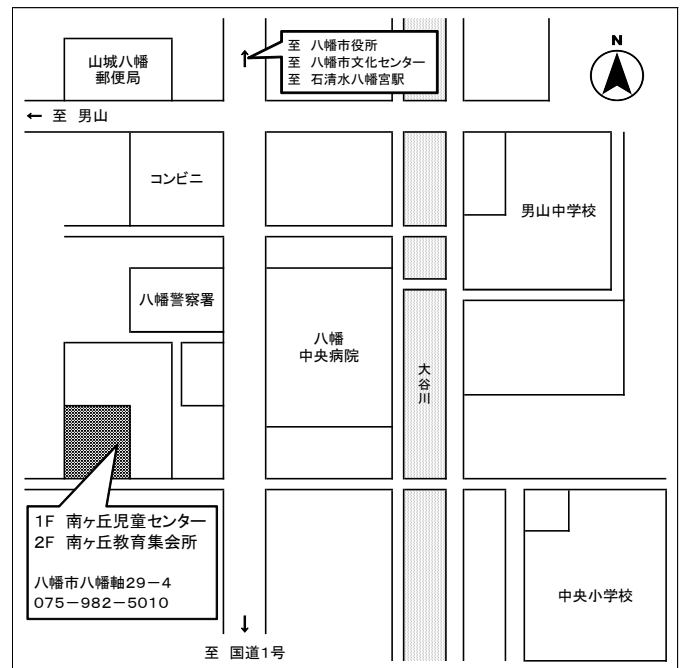 山城八幡
郵便局
↑
至 八幡市役所
至 八幡市文化センター
至 石清水八幡宮駅
N
← 至 男山
コンビニ
男山中学校
八幡警察署
八幡
中央病院
大谷川
1F 南ヶ丘児童センター
2F 南ヶ丘教育集会所
八幡市八幡軸29-4
075-982-5010
中央小学校
↓
至 国道1号